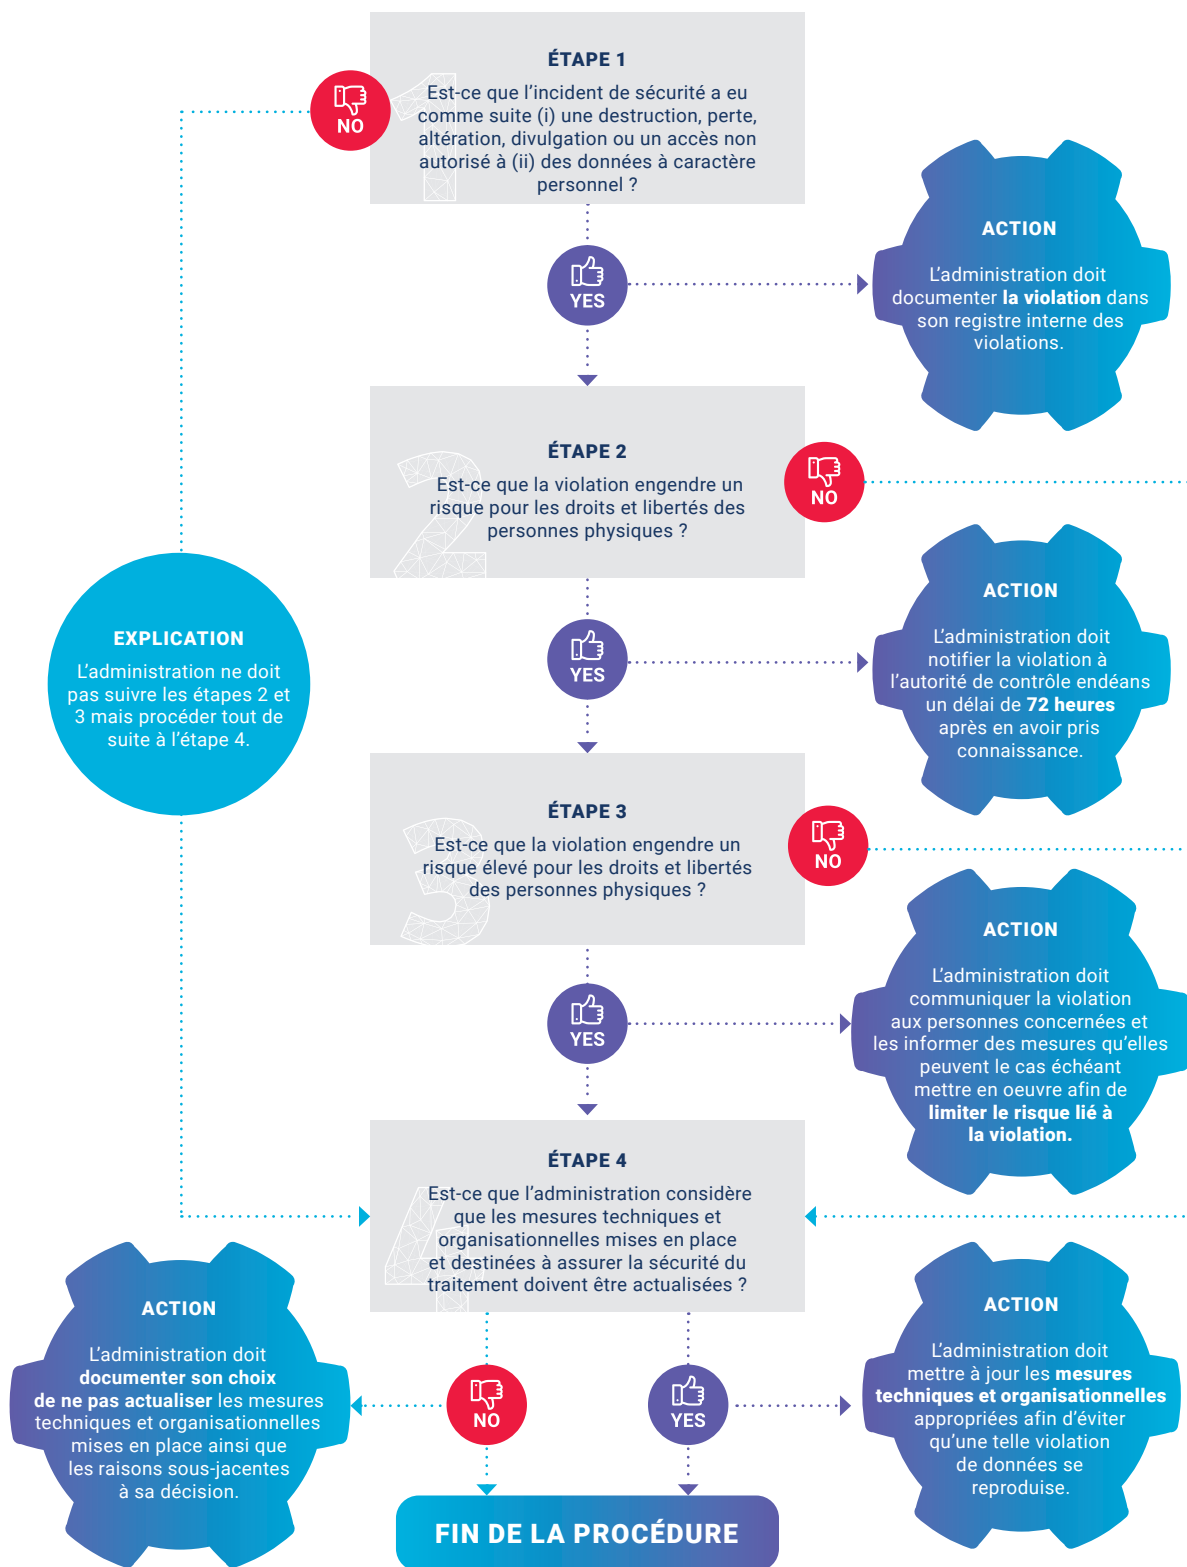 ÉTAPE 1
Est-ce que l'incident de sécurité a eu
comme suite (i) une destruction, perte,
altération, divulgation ou un accès non
autorisé à (ii) des données à caractère
personnel ?
1
NO
YES
ACTION
L'administration doit
documenter la violation dans
son registre interne des
violations.
ÉTAPE 2
Est-ce que la violation engendre un
risque pour les droits et libertés des
personnes physiques ?
2
NO
YES
ACTION
L'administration doit
notifier la violation à
l'autorité de contrôle endéans
un délai de 72 heures
après en avoir pris
connaissance.
EXPLICATION
L'administration ne doit
pas suivre les étapes 2 et
3 mais procéder tout de
suite à l'étape 4.
ÉTAPE 3
Est-ce que la violation engendre un
risque élevé pour les droits et libertés
des personnes physiques ?
3
NO
YES
ACTION
L'administration doit
communiquer la violation
aux personnes concernées et
les informer des mesures qu'elles
peuvent le cas échéant
mettre en oeuvre afin de
limiter le risque lié à
la violation.
ÉTAPE 4
Est-ce que l'administration considère
que les mesures techniques et
organisationnelles mises en place
et destinées à assurer la sécurité du
traitement doivent être actualisées ?
4
ACTION
L'administration doit
documenter son choix
de ne pas actualiser les mesures
techniques et organisationnelles
mises en place ainsi que
les raisons sous-jacentes
à sa décision.
NO
YES
ACTION
L'administration doit
mettre à jour les mesures
techniques et organisationnelles
appropriées afin d'éviter
qu'une telle violation
de données se
reproduise.
FIN DE LA PROCÉDURE